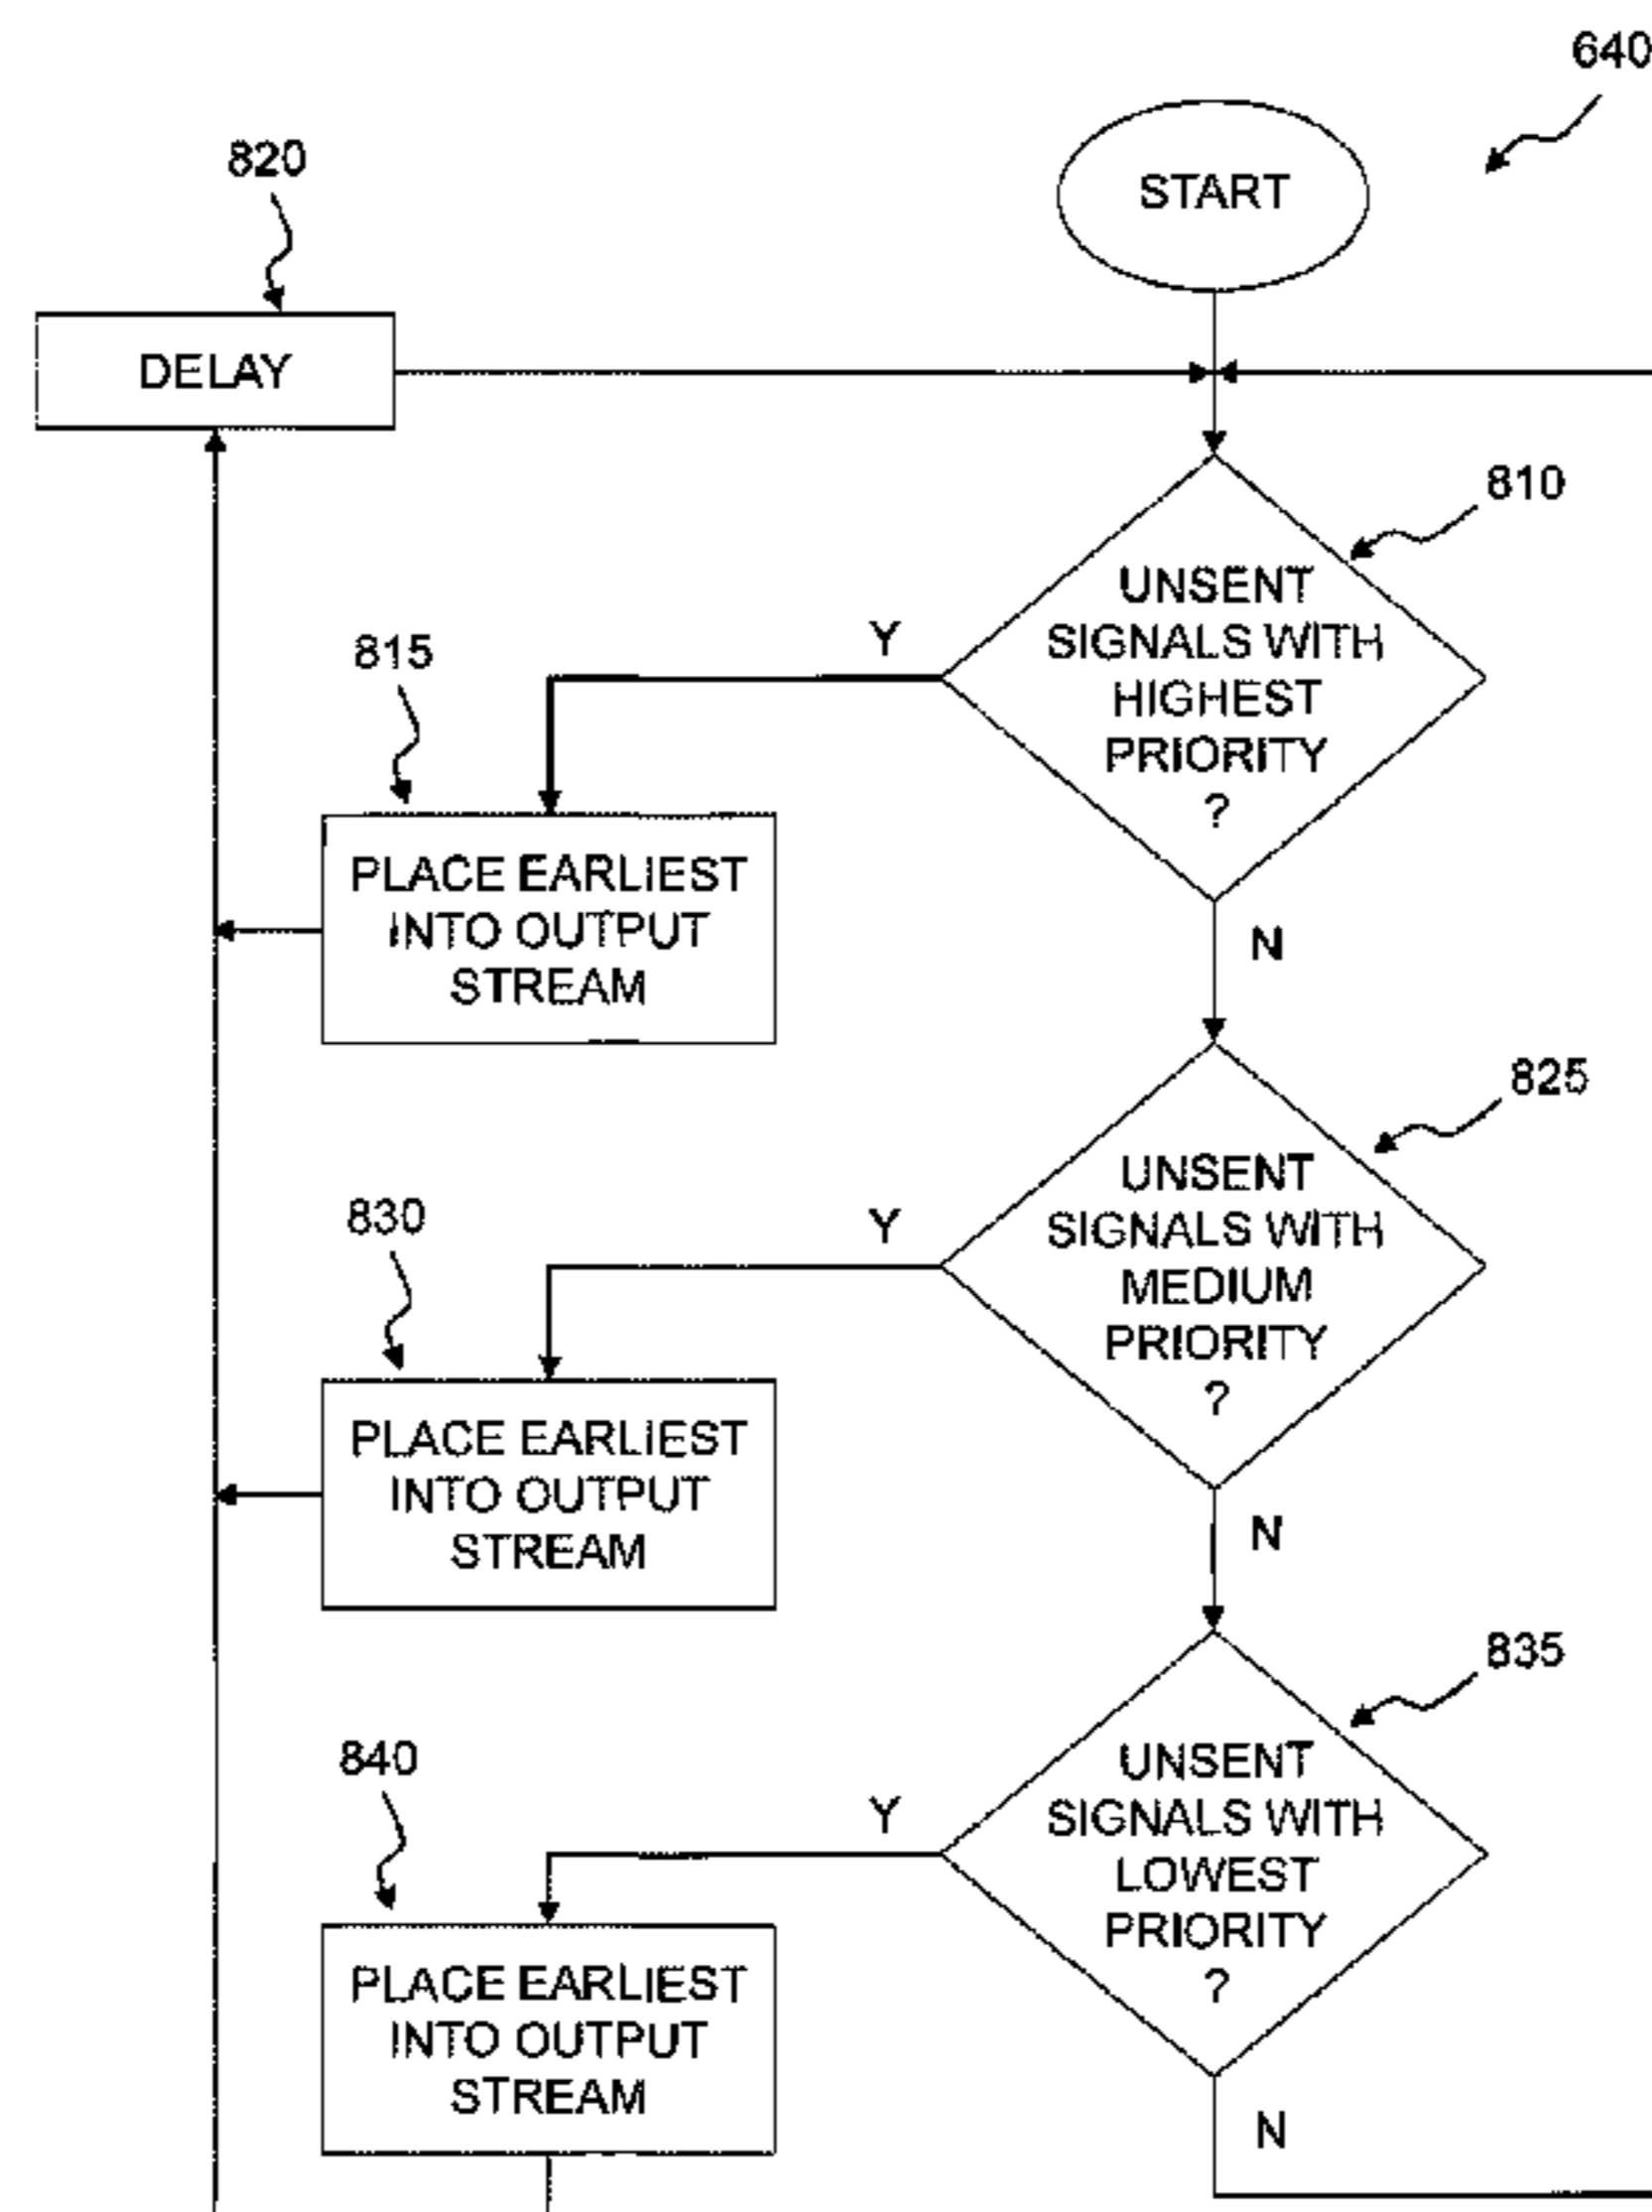 640
START
820
DELAY
810
UNSENT
SIGNALS WITH
HIGHEST
PRIORITY
?
Y
815
PLACE EARLIEST
INTO OUTPUT
STREAM
N
825
UNSENT
SIGNALS WITH
MEDIUM
PRIORITY
?
Y
830
PLACE EARLIEST
INTO OUTPUT
STREAM
N
835
UNSENT
SIGNALS WITH
LOWEST
PRIORITY
?
Y
840
PLACE EARLIEST
INTO OUTPUT
STREAM
N